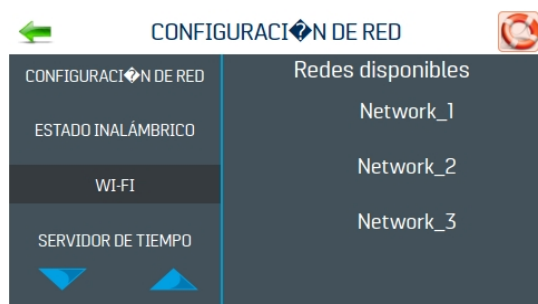 CONFIGURACI�N DE RED
CONFIGURACI�N DE RED
ESTADO INALÁMBRICO
WI-FI
SERVIDOR DE TIEMPO
Redes disponibles
Network_1
Network_2
Network_3